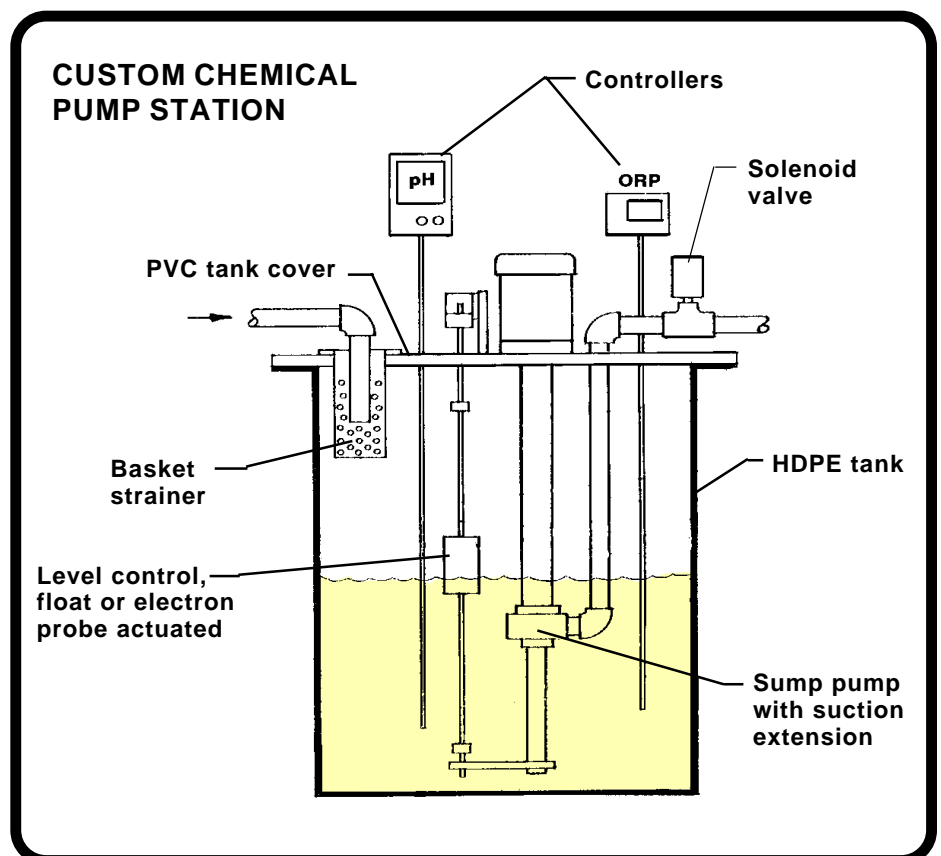 CUSTOM CHEMICAL
PUMP STATION
Controllers
pH
ORP
Solenoid
valve
PVC tank cover
Basket
strainer
HDPE tank
Level control,
float or electron
probe actuated
Sump pump
with suction
extension